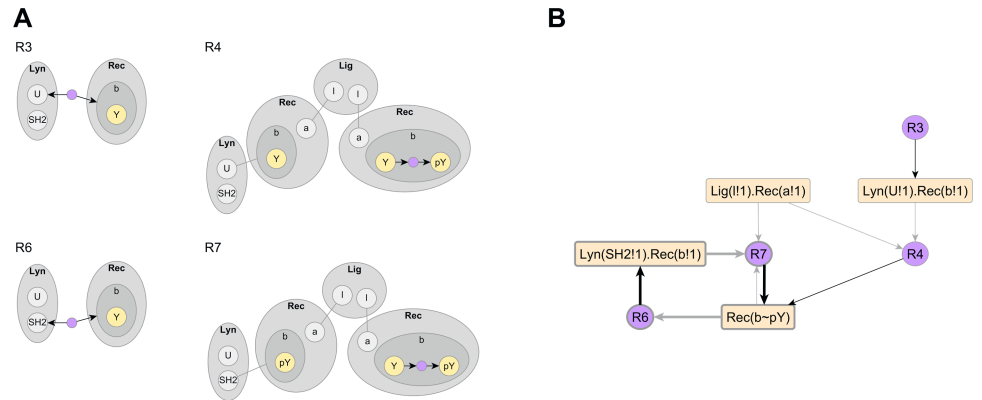 A
B
R3
Lyn
U
SH2
Rec
b
Y
R4
Lig
l
l
Rec
a
b
Y
Rec
a
b
Y
pY
Lyn
U
SH2
R6
Lyn
U
SH2
Rec
b
Y
R7
Lig
l
l
Rec
a
b
pY
Rec
a
b
Y
pY
Lyn
U
SH2
R3
Lig(l!1).Rec(a!1)
Lyn(U!1).Rec(b!1)
Lyn(SH2!1).Rec(b!1)
R7
R4
R6
Rec(b~pY)